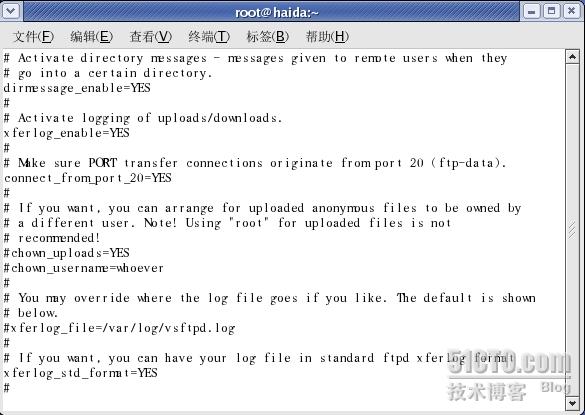 root@haida:~
文件(F) 编辑(E) 查看(V) 终端(T) 标签(B) 帮助(H)
# Activate directory messages - messages given to remote users when they
# go into a certain directory.
dirmessage_enable=YES
#
# Activate logging of uploads/downloads.
xferlog_enable=YES
#
# Make sure PORT transfer connections originate from port 20 (ftp-data).
connect_from_port_20=YES
#
# If you want, you can arrange for uploaded anonymous files to be owned by
# a different user. Note! Using "root" for uploaded files is not
# recommended!
#chown_uploads=YES
#chown_username=whoever
#
# You may override where the log file goes if you like. The default is shown
# below.
#xferlog_file=/var/log/vsftpd.log
#
# If you want, you can have your log file in standard ftpd xferlog format
xferlog_std_format=YES
#
51CTO.com
技术博客 Blog